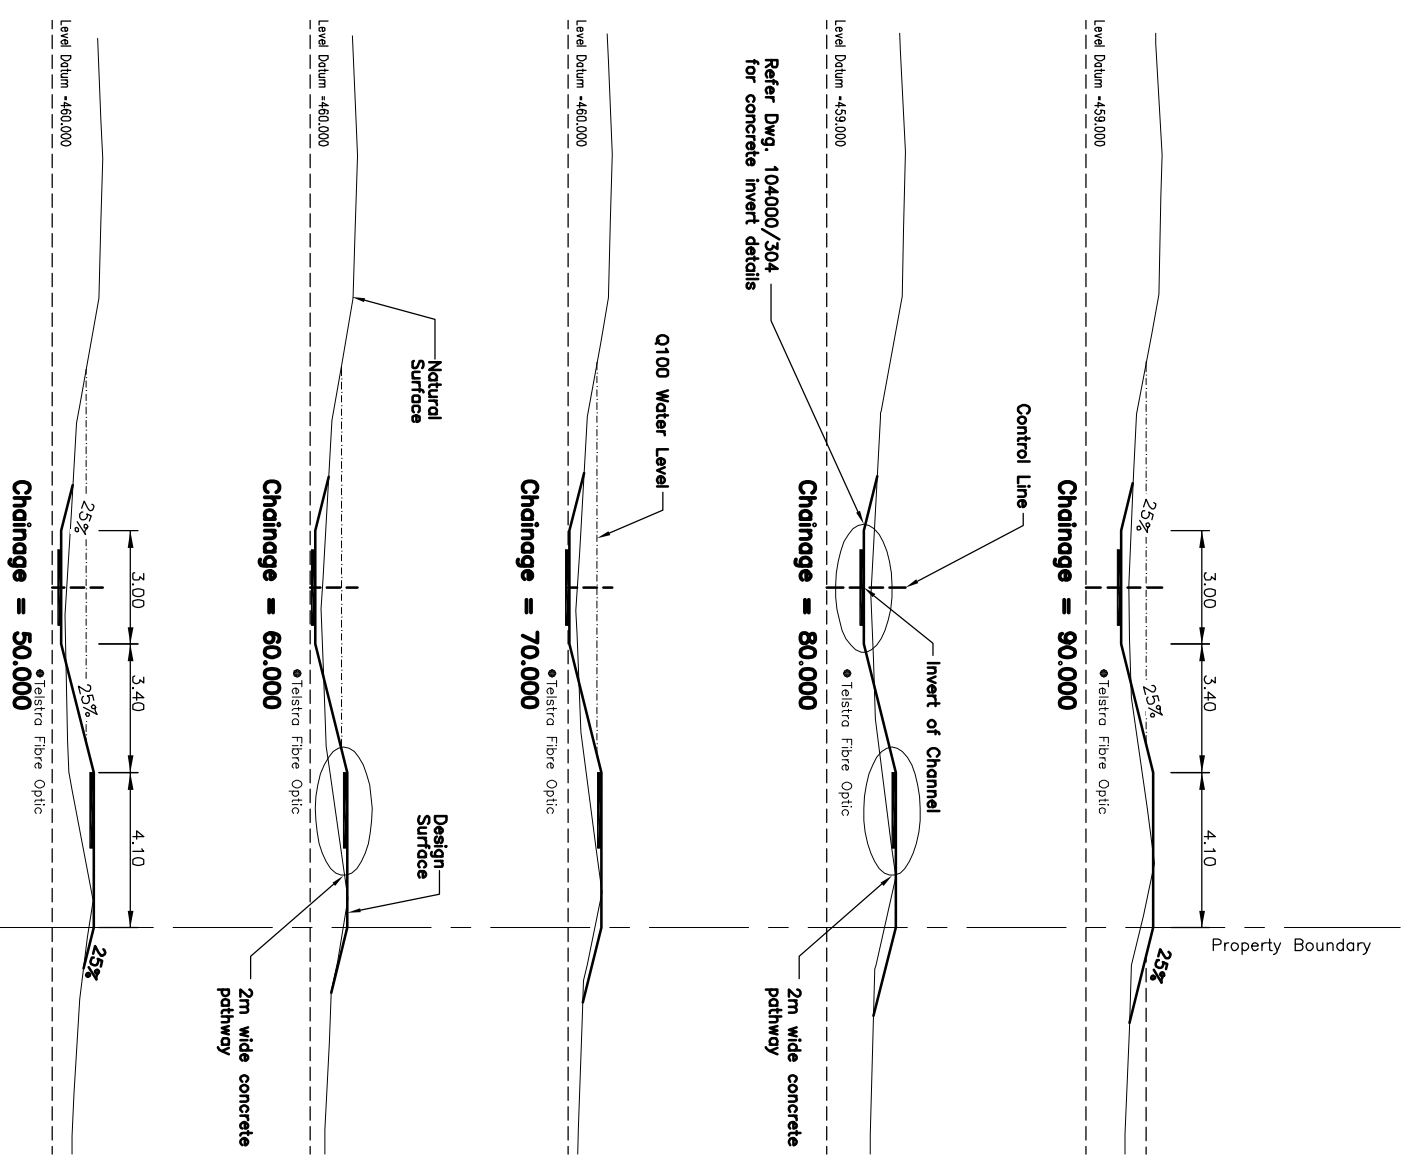 Level Datum =459.000
25%
3.00
3.40
25%
4.10
Property Boundary
25%
Telstra Fibre Optic
Chainage = 90.000
Control Line
Level Datum =459.000
Refer Dwg. 104000/304
for concrete invert details
Invert of Channel
Telstra Fibre Optic
Chainage = 80.000
2m wide concrete
pathway
Q100 Water Level
Level Datum =460.000
Telstra Fibre Optic
Chainage = 70.000
Natural
Surface
Design
Surface
Level Datum =460.000
Telstra Fibre Optic
Chainage = 60.000
2m wide concrete
pathway
3.00
3.40
4.10
Level Datum =460.000
25%
25%
25%
Telstra Fibre Optic
Chainage = 50.000